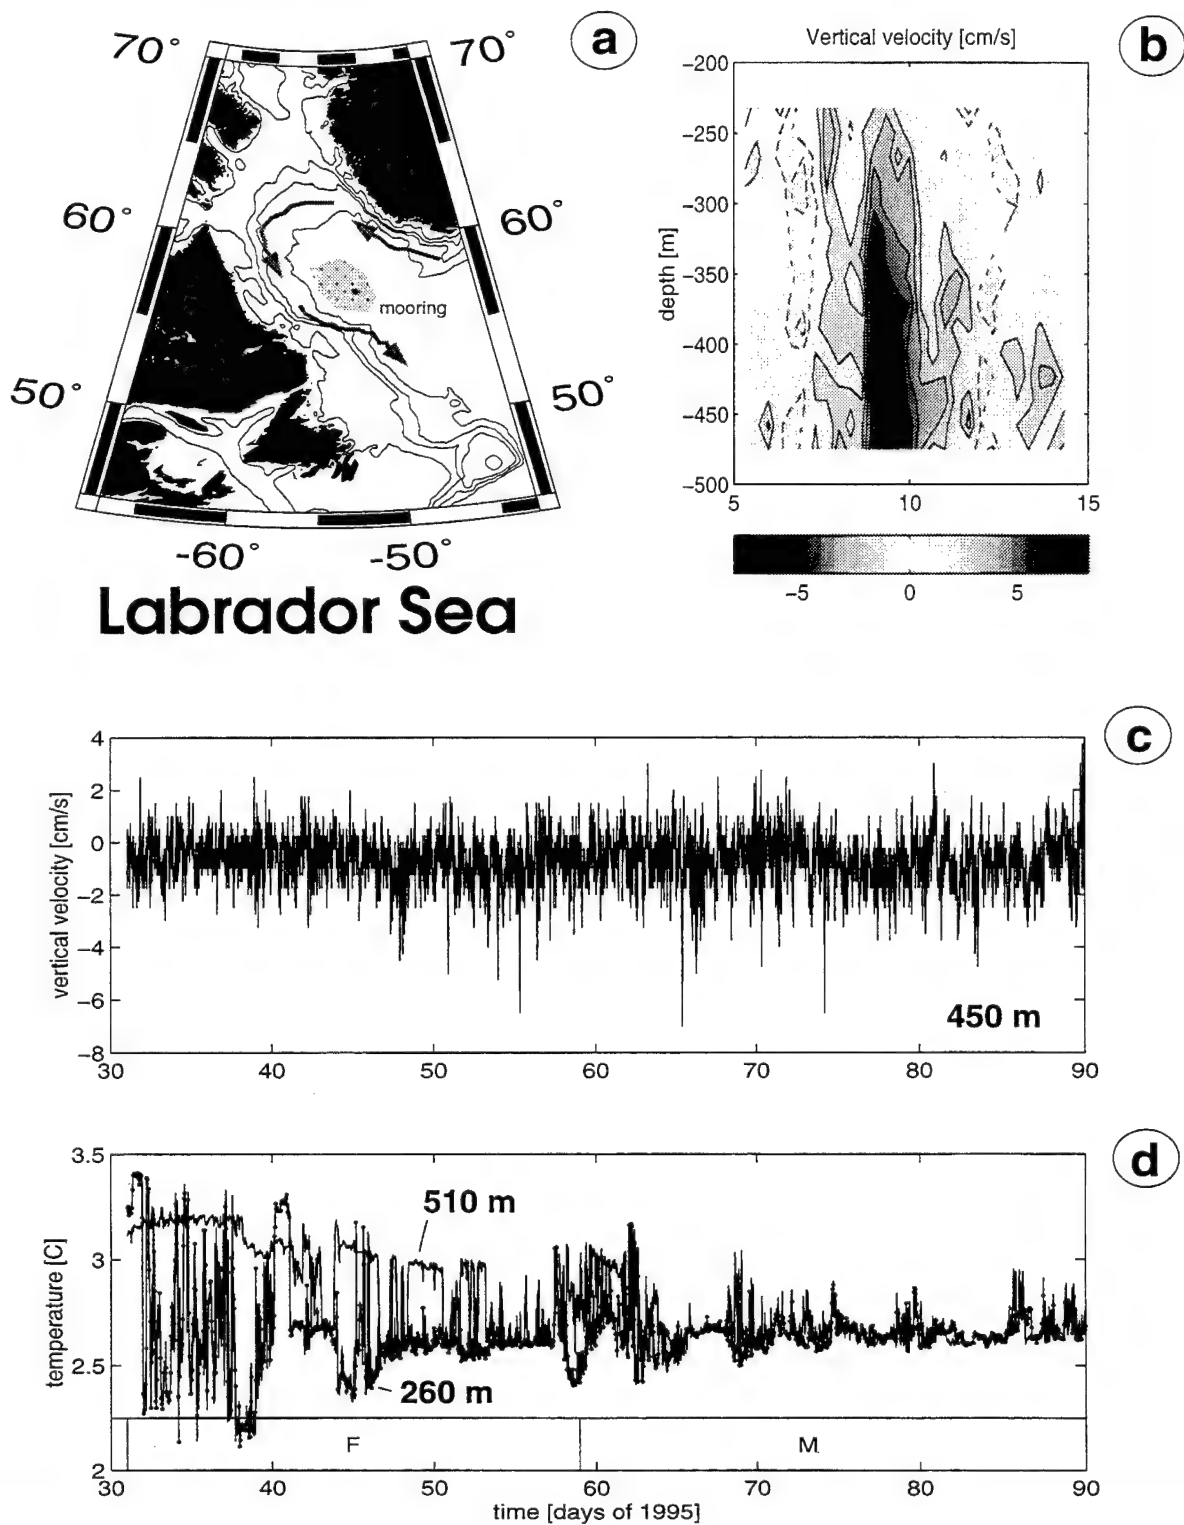 a
70°
70°
60°
60°
mooring
50°
50°
-60°
-50°
Labrador Sea
b
Vertical velocity [cm/s]
−200
−250
−300
−350
−400
−450
−500
depth [m]
5
10
15
−5
0
5
c
4
2
0
−2
−4
−6
−8
vertical velocity [cm/s]
450 m
30
40
50
60
70
80
90
d
3.5
3
2.5
2
temperature [C]
510 m
260 m
F
M
30
40
50
60
70
80
90
time [days of 1995]